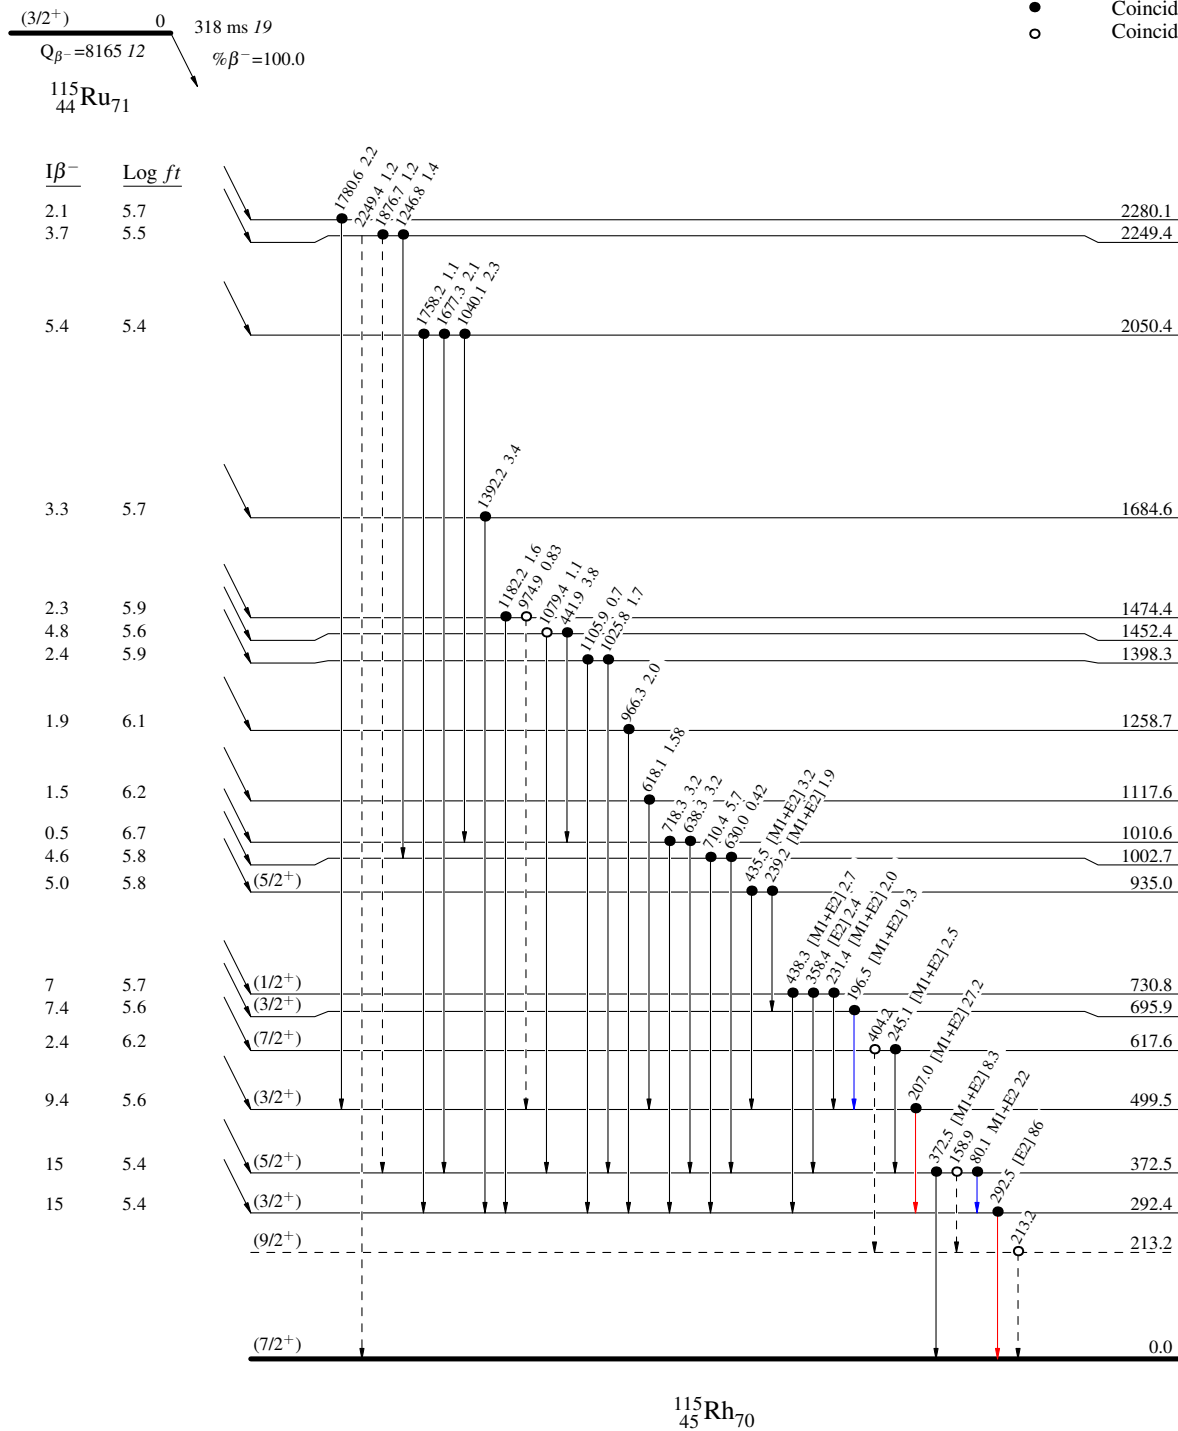 (3/2+) 0
318 ms 19
Qβ−=8165 12
%β−=100.0
115 44 Ru71
● Coincid
○ Coincid
Iβ− Log ft
1780.6 2.2
2249.4 1.2
1876.7 1.2
1246.8 1.4
2.1 5.7 2280.1
3.7 5.5 2249.4
1758.2 1.1
1677.3 2.1
1040.1 2.3
5.4 5.4 2050.4
1392.2 3.4
3.3 5.7 1684.6
1182.2 1.6
974.9 0.83
1079.4 1.1
441.9 3.8
1105.9 0.7
1025.8 1.7
2.3 5.9 1474.4
4.8 5.6 1452.4
2.4 5.9 1398.3
966.3 2.0
1.9 6.1 1258.7
618.1 1.58
1.5 6.2 1117.6
718.3 3.2
638.3 3.2
710.4 5.7
630.0 0.42
435.5 [M1+E2] 3.2
239.2 [M1+E2] 1.9
0.5 6.7 1010.6
4.6 5.8 1002.7
5.0 5.8 (5/2+) 935.0
438.3 [M1+E2] 2.7
358.4 [E2] 2.4
231.4 [M1+E2] 2.0
196.5 [M1+E2] 9.3
7 5.7 (1/2+) 730.8
7.4 5.6 (3/2+) 695.9
404.2
245.1 [M1+E2] 2.5
2.4 6.2 (7/2+) 617.6
207.0 [M1+E2] 27.2
9.4 5.6 (3/2+) 499.5
372.5 [M1+E2] 8.3
158.9
80.1 M1+E2 22
15 5.4 (5/2+) 372.5
292.5 [E2] 86
15 5.4 (3/2+) 292.4
213.2
(9/2+) 213.2
(7/2+) 0.0
115 45 Rh70